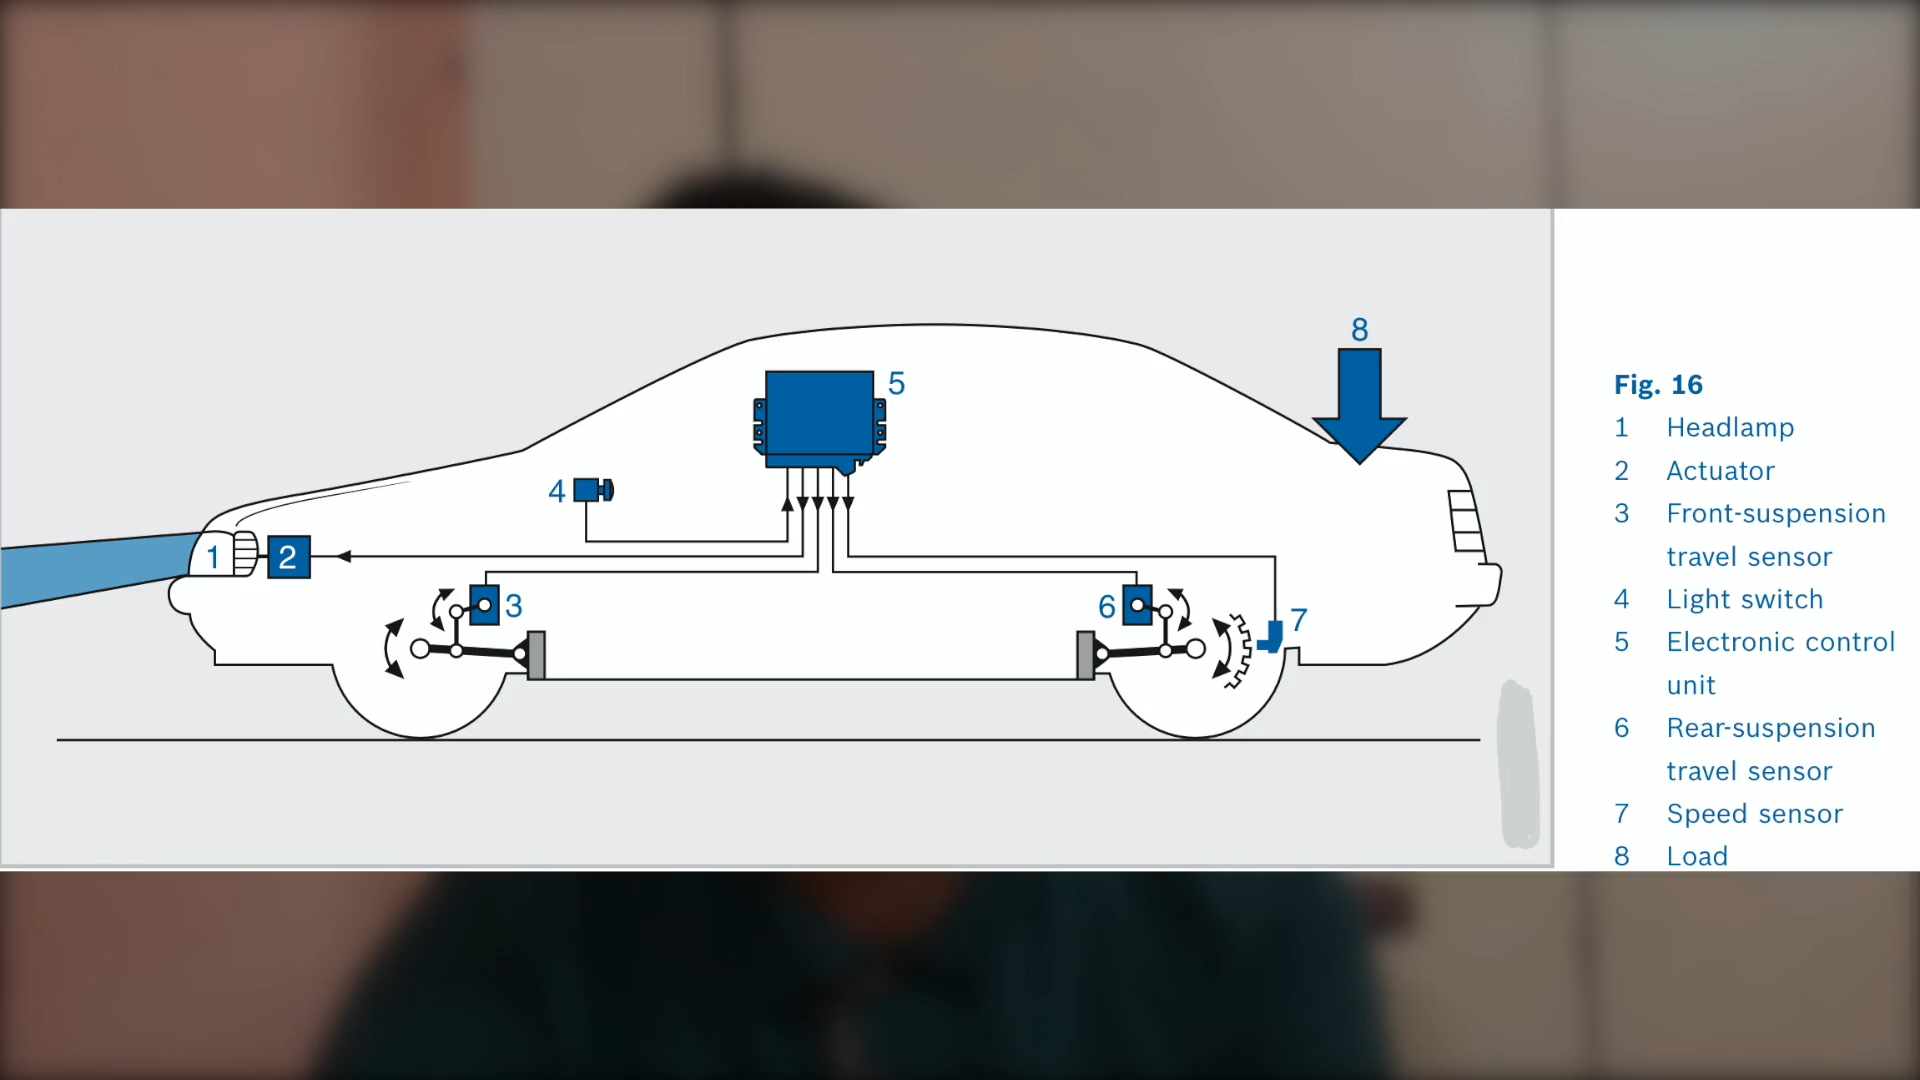 8
5
4
1
2
3
6
7
Fig. 16
1 Headlamp
2 Actuator
3 Front-suspension
travel sensor
4 Light switch
5 Electronic control
unit
6 Rear-suspension
travel sensor
7 Speed sensor
8 Load